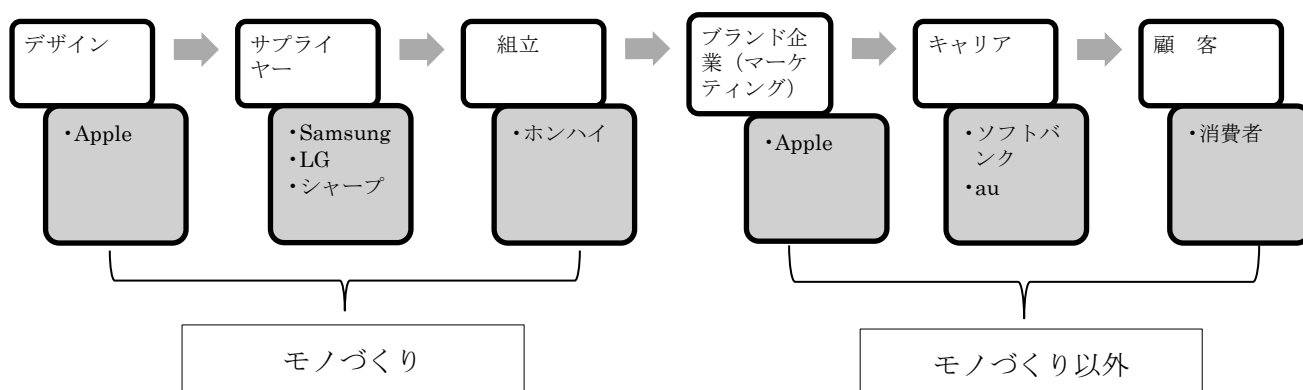 デザイン
サプライ
ヤー
組立
ブランド企
業（マーケ
ティング）
キャリア
顧　客
・Apple
・Samsung
・LG
・シャープ
・ホンハイ
・Apple
・ソフトバ
ンク
・au
・消費者
モノづくり
モノづくり以外